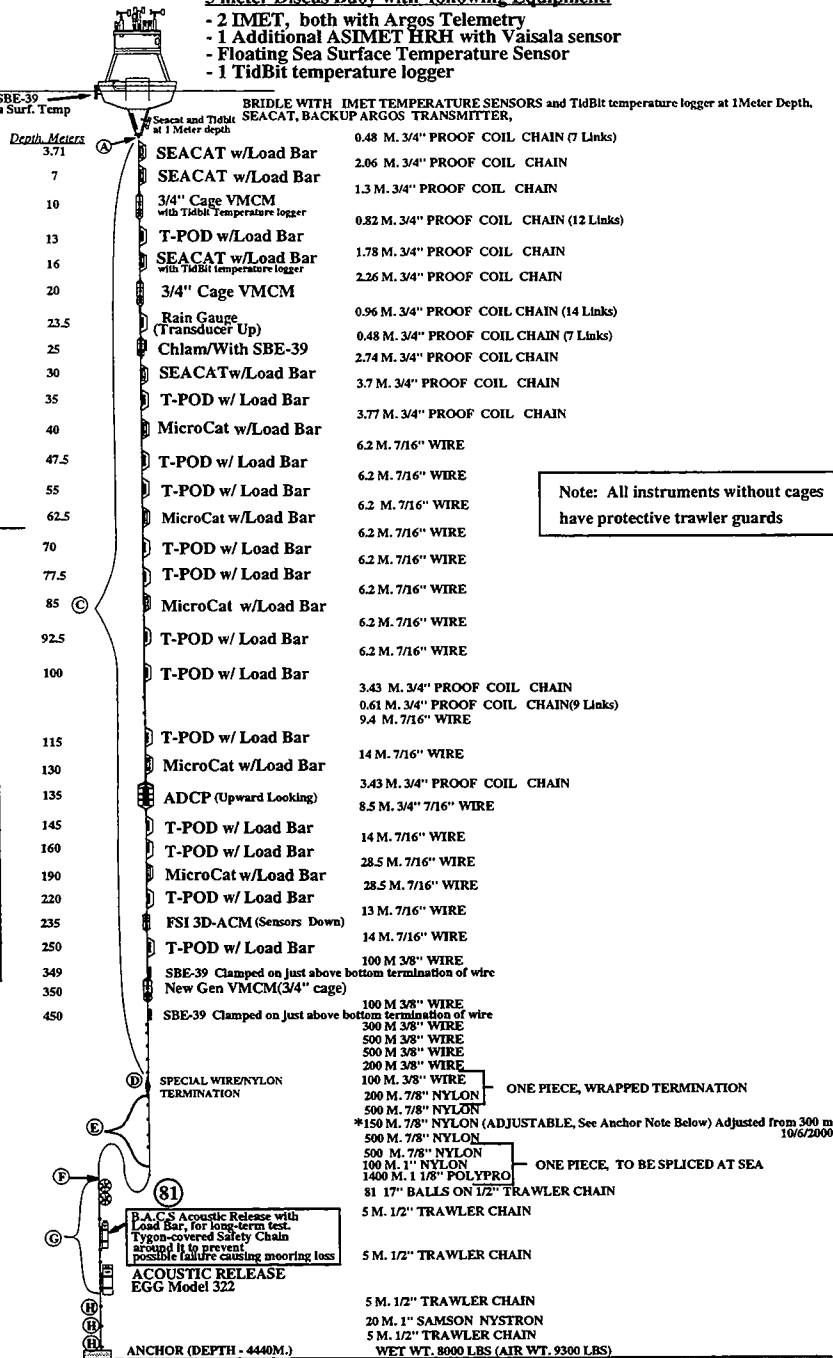 3 meter Discus Buoy with following Equipment:
- 2 IMET, both with Argos Telemetry
- 1 Additional ASIMET HRH with Vaisala sensor
- Floating Sea Surface Temperature Sensor
- 1 TidBit temperature logger
SBE-39
Surf. Temp
Seacat and Tidbit
at 1 Meter depth
BRIDLE WITH IMET TEMPERATURE SENSORS and TidBit temperature logger at 1Meter Depth,
SEACAT, BACKUP ARGOS TRANSMITTER,
Depth, Meters
A
0.48 M. 3/4" PROOF COIL CHAIN (7 Links)
3.71 SEACAT w/Load Bar
2.06 M. 3/4" PROOF COIL CHAIN
7 SEACAT w/Load Bar
1.3 M. 3/4" PROOF COIL CHAIN
10 3/4" Cage VMCM
with Tidbit Temperature logger
0.82 M. 3/4" PROOF COIL CHAIN (12 Links)
13 T-POD w/Load Bar
1.78 M. 3/4" PROOF COIL CHAIN
16 SEACAT w/Load Bar
with TidBit temperature logger
2.26 M. 3/4" PROOF COIL CHAIN
20 3/4" Cage VMCM
0.96 M. 3/4" PROOF COIL CHAIN (14 Links)
23.5 Rain Gauge
(Transducer Up)
0.48 M. 3/4" PROOF COIL CHAIN (7 Links)
25 Chlam/With SBE-39
2.74 M. 3/4" PROOF COIL CHAIN
30 SEACATw/Load Bar
3.7 M. 3/4" PROOF COIL CHAIN
35 T-POD w/ Load Bar
3.77 M. 3/4" PROOF COIL CHAIN
40 MicroCat w/Load Bar
6.2 M. 7/16" WIRE
47.5 T-POD w/ Load Bar
6.2 M. 7/16" WIRE
55 T-POD w/ Load Bar
6.2 M. 7/16" WIRE
Note: All instruments without cages
have protective trawler guards
62.5 MicroCat w/Load Bar
6.2 M. 7/16" WIRE
70 T-POD w/ Load Bar
6.2 M. 7/16" WIRE
77.5 T-POD w/ Load Bar
6.2 M. 7/16" WIRE
85 C MicroCat w/Load Bar
6.2 M. 7/16" WIRE
92.5 T-POD w/ Load Bar
6.2 M. 7/16" WIRE
100 T-POD w/ Load Bar
3.43 M. 3/4" PROOF COIL CHAIN
0.61 M. 3/4" PROOF COIL CHAIN(9 Links)
9.4 M. 7/16" WIRE
115 T-POD w/ Load Bar
14 M. 7/16" WIRE
130 MicroCat w/Load Bar
3.43 M. 3/4" PROOF COIL CHAIN
135 ADCP (Upward Looking)
8.5 M. 3/4" 7/16" WIRE
145 T-POD w/ Load Bar
14 M. 7/16" WIRE
160 T-POD w/ Load Bar
28.5 M. 7/16" WIRE
190 MicroCat w/Load Bar
28.5 M. 7/16" WIRE
220 T-POD w/ Load Bar
13 M. 7/16" WIRE
235 FSI 3D-ACM (Sensors Down)
14 M. 7/16" WIRE
250 T-POD w/ Load Bar
100 M 3/8" WIRE
349 SBE-39 Clamped on just above bottom termination of wire
350 New Gen VMCM(3/4" cage)
100 M 3/8" WIRE
450 SBE-39 Clamped on just above bottom termination of wire
300 M 3/8" WIRE
500 M 3/8" WIRE
500 M 3/8" WIRE
200 M 3/8" WIRE
D SPECIAL WIRE/NYLON
TERMINATION
100 M. 3/8" WIRE
200 M. 7/8" NYLON
ONE PIECE, WRAPPED TERMINATION
500 M. 7/8" NYLON
E
*150 M. 7/8" NYLON (ADJUSTABLE, See Anchor Note Below) Adjusted from 300 m
10/6/2000
500 M. 7/8" NYLON
500 M. 7/8" NYLON
100 M. 1" NYLON
1400 M. 1 1/8" POLYPRO
ONE PIECE, TO BE SPLICED AT SEA
F
81
81 17" BALLS ON 1/2" TRAWLER CHAIN
5 M. 1/2" TRAWLER CHAIN
G
B.A.C.S Acoustic Release with
Load Bar, for long-term test.
Tygon-covered Safety Chain
around it to prevent
possible failure causing mooring loss
5 M. 1/2" TRAWLER CHAIN
ACOUSTIC RELEASE
EGG Model 322
H
5 M. 1/2" TRAWLER CHAIN
H
20 M. 1" SAMSON NYSTRON
H
5 M. 1/2" TRAWLER CHAIN
ANCHOR (DEPTH - 4440M.)
WET WT. 8000 LBS (AIR WT. 9300 LBS)